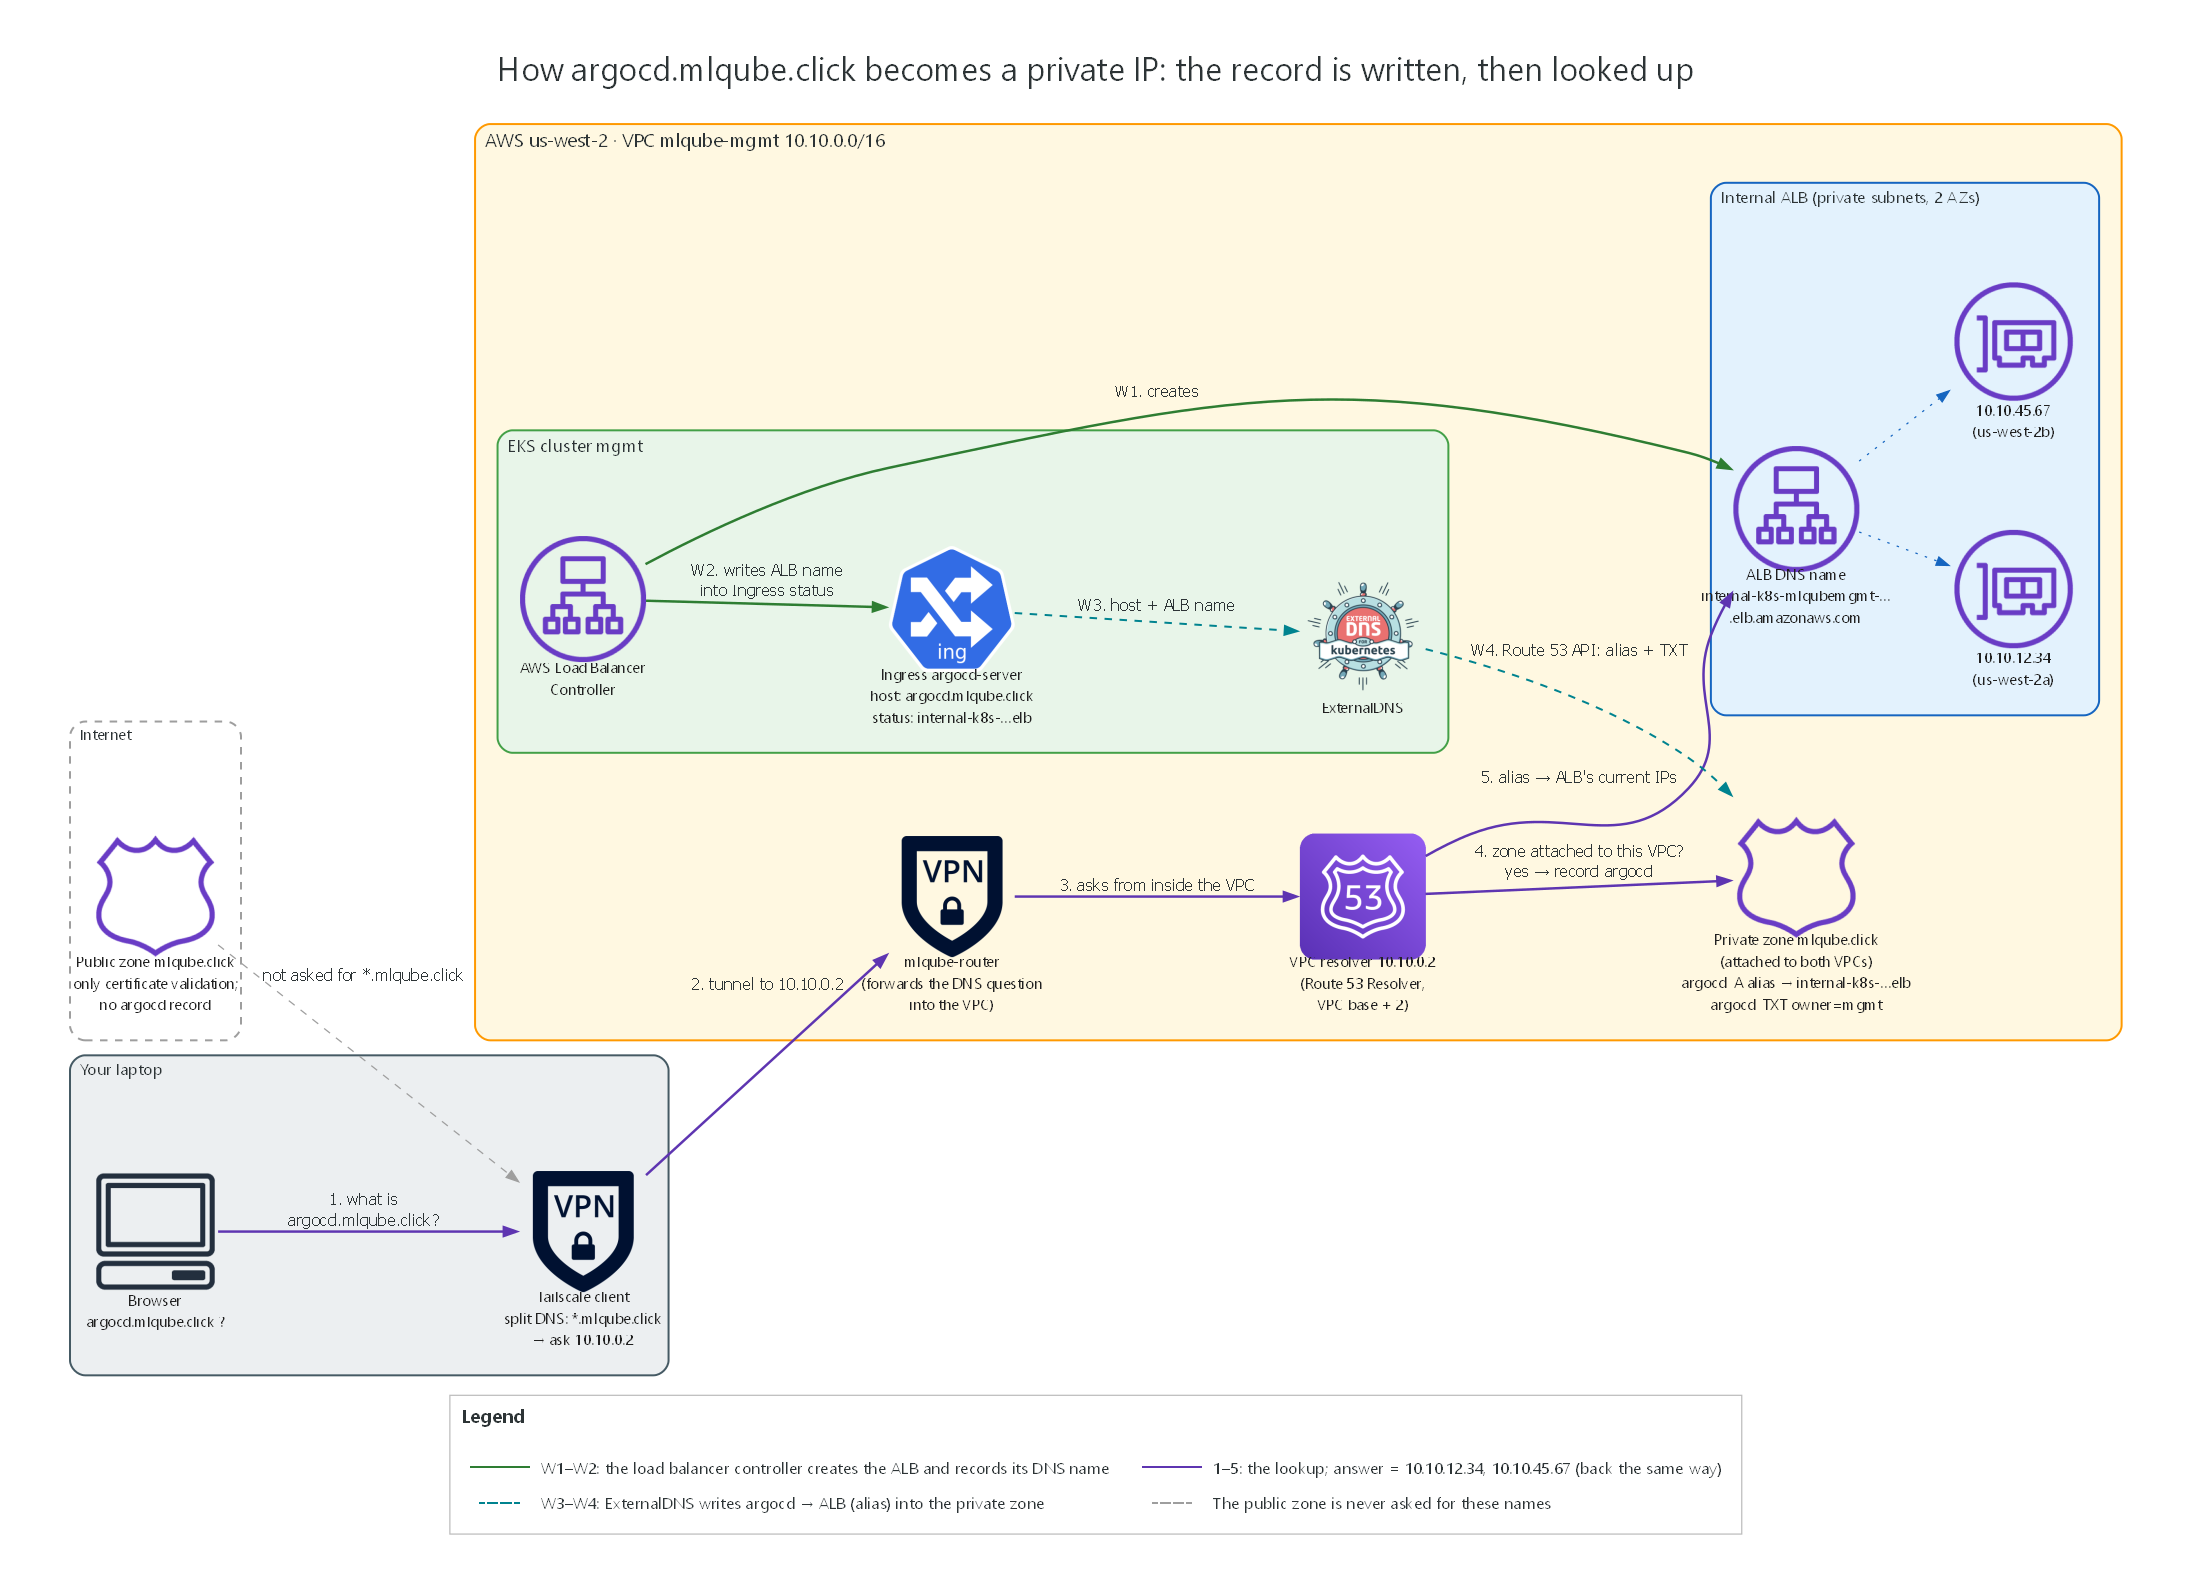 How argocd.mlqube.click becomes a private IP: the record is written, then looked up
AWS us-west-2 · VPC mlqube-mgmt 10.10.0.0/16
Internal ALB (private subnets, 2 AZs)
10.10.45.67
(us-west-2b)
W1. creates
EKS cluster mgmt
W2. writes ALB name
into Ingress status
W3. host + ALB name
ing
EXTERNAL
DNS
FOR
kubernetes
AWS Load Balancer
Controller
Ingress argocd-server
host: argocd.mlqube.click
status: internal-k8s-...elb
ExternalDNS
ALB DNS name
internal-k8s-mlqubemgmt-...
.elb.amazonaws.com
10.10.12.34
(us-west-2a)
W4. Route 53 API: alias + TXT
5. alias → ALB's current IPs
Internet
Public zone mlqube.click
only certificate validation;
no argocd record
not asked for *.mlqube.click
2. tunnel to 10.10.0.2
VPN
mlqube-router
(forwards the DNS question
into the VPC)
3. asks from inside the VPC
53
VPC resolver 10.10.0.2
(Route 53 Resolver,
VPC base + 2)
4. zone attached to this VPC?
yes → record argocd
Private zone mlqube.click
(attached to both VPCs)
argocd A alias → internal-k8s-...elb
argocd TXT owner=mgmt
Your laptop
Browser
argocd.mlqube.click ?
1. what is
argocd.mlqube.click?
VPN
Tailscale client
split DNS: *.mlqube.click
→ ask 10.10.0.2
Legend
W1–W2: the load balancer controller creates the ALB and records its DNS name
1–5: the lookup; answer = 10.10.12.34, 10.10.45.67 (back the same way)
W3–W4: ExternalDNS writes argocd → ALB (alias) into the private zone
The public zone is never asked for these names